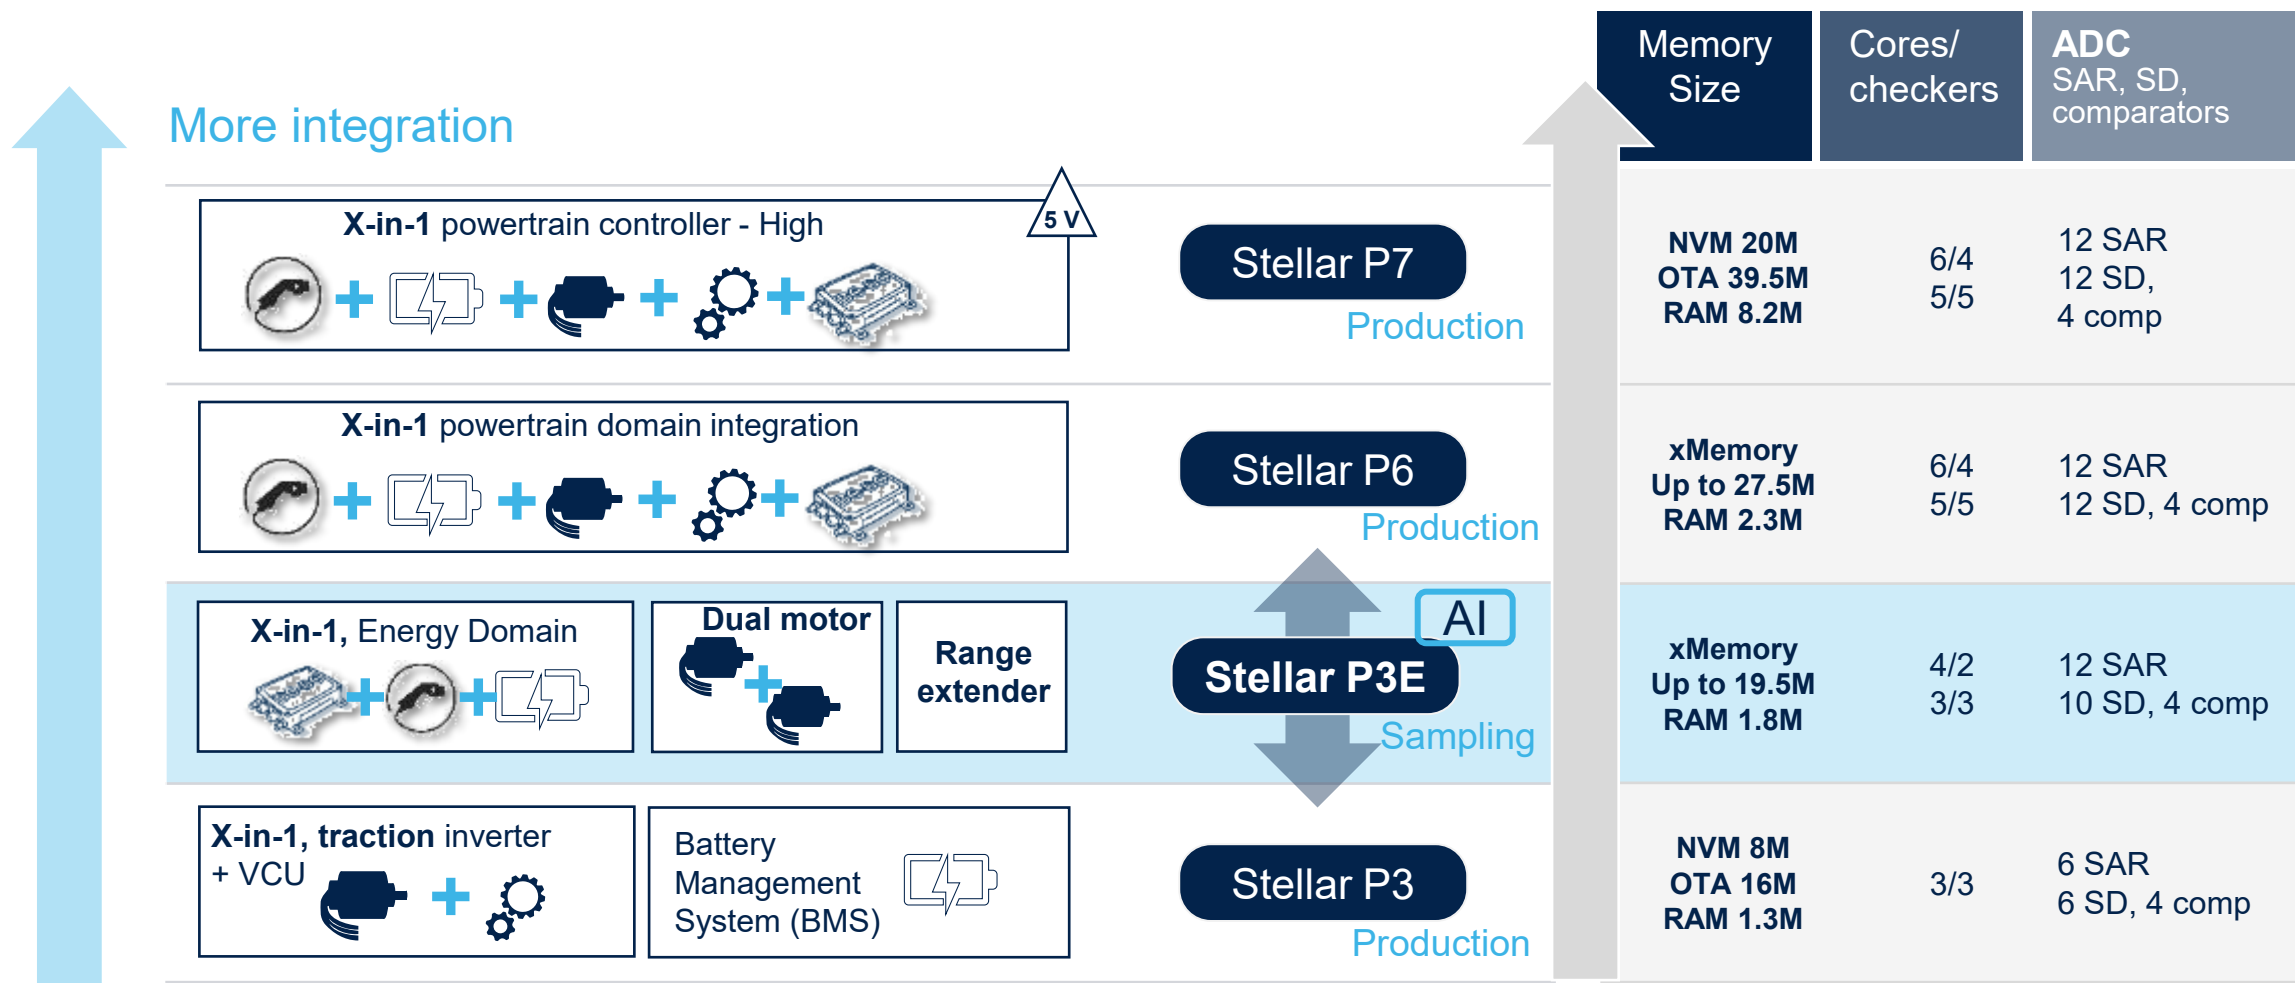 Memory
Size
Cores/
checkers
ADC
SAR, SD,
comparators
More integration
X-in-1 powertrain controller - High
5 V
Stellar P7
Production
NVM 20M
OTA 39.5M
RAM 8.2M
6/4
5/5
12 SAR
12 SD,
4 comp
X-in-1 powertrain domain integration
Stellar P6
Production
xMemory
Up to 27.5M
RAM 2.3M
6/4
5/5
12 SAR
12 SD, 4 comp
X-in-1, Energy Domain
Dual motor
Range
extender
AI
Stellar P3E
Sampling
xMemory
Up to 19.5M
RAM 1.8M
4/2
3/3
12 SAR
10 SD, 4 comp
X-in-1, traction inverter
+ VCU
Battery
Management
System (BMS)
Stellar P3
Production
NVM 8M
OTA 16M
RAM 1.3M
3/3
6 SAR
6 SD, 4 comp